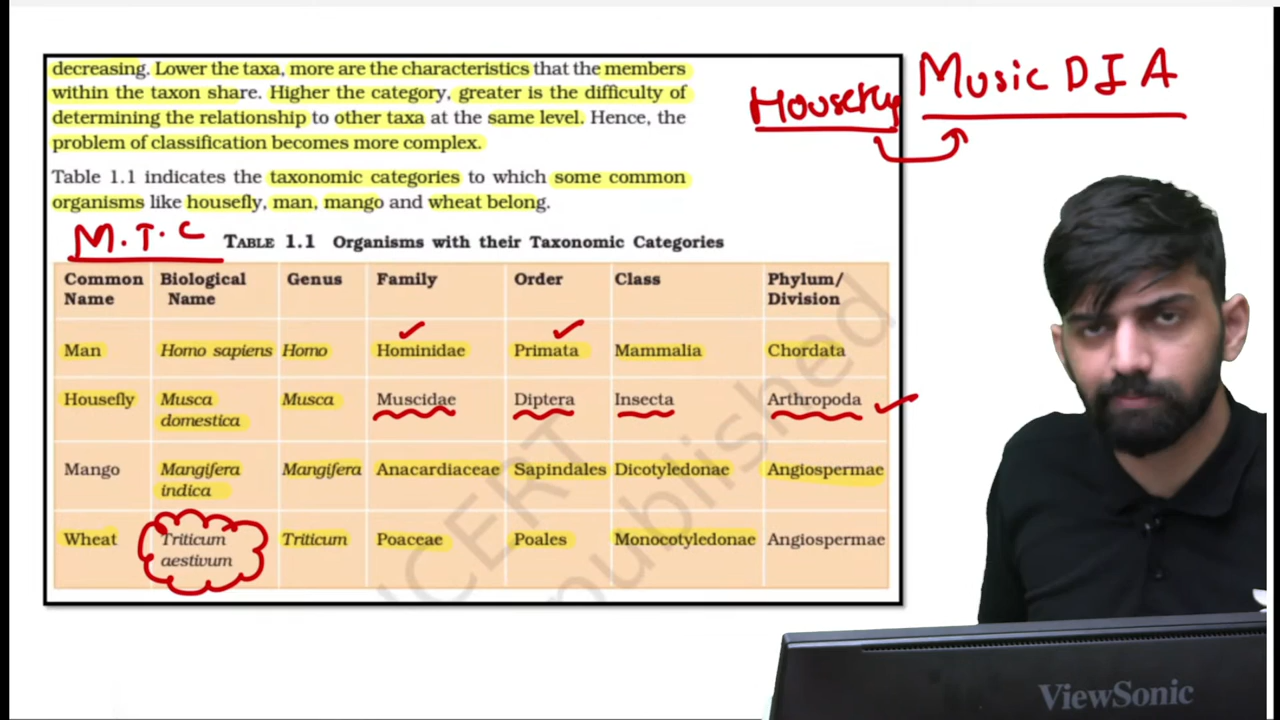 decreasing. Lower the taxa, more are the characteristics that the members
within the taxon share. Higher the category, greater is the difficulty of
determining the relationship to other taxa at the same level. Hence, the
problem of classification becomes more complex.
Table 1.1 indicates the taxonomic categories to which some common
organisms like housefly, man, mango and wheat belong.
Housefly Music D I A
M.T.C
TABLE 1.1 Organisms with their Taxonomic Categories
Common Name Biological Name Genus Family Order Class Phylum/ Division
Man Homo sapiens Homo Hominidae Primata Mammalia Chordata
Housefly Musca domestica Musca Muscidae Diptera Insecta Arthropoda
Mango Mangifera indica Mangifera Anacardiaceae Sapindales Dicotyledonae Angiospermae
Wheat Triticum aestivum Triticum Poaceae Poales Monocotyledonae Angiospermae
NCERT
published
ViewSonic